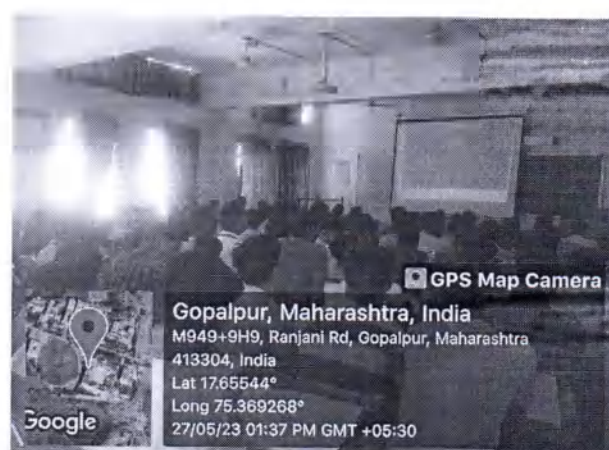 GPS Map Camera
Gopalpur, Maharashtra, India
M949+9H9, Ranjani Rd, Gopalpur, Maharashtra
413304, India
Lat 17.65544°
Long 75.369268°
27/05/23 01:37 PM GMT +05:30
Google